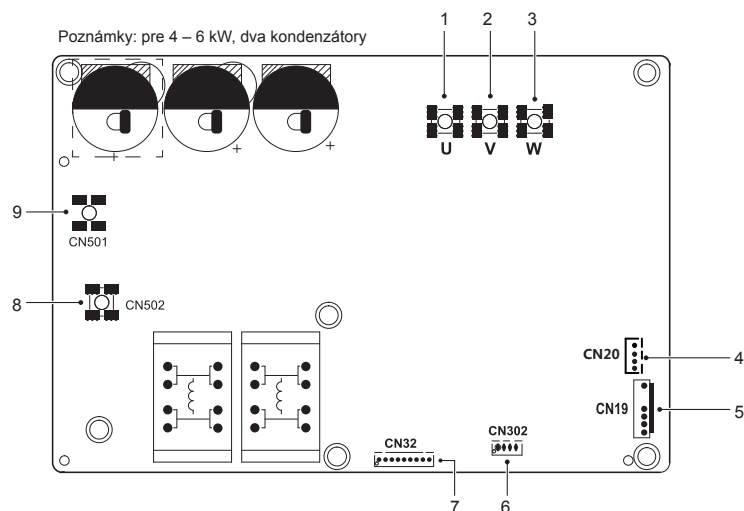 1 2 3
Poznámky: pre 4 – 6 kW, dva kondenzátory
U V W
9
CN501
8 CN502
CN20 4
CN19 5
CN32 CN302
7 6